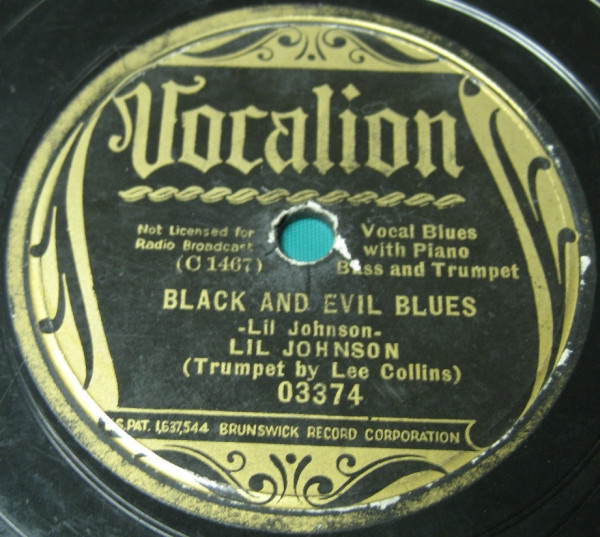 Vocalion
Not Licensed for
Radio Broadcast
(C 1467)
Vocal Blues
with Piano
Bass and Trumpet
BLACK AND EVIL BLUES
-Lil Johnson-
LIL JOHNSON
(Trumpet by Lee Collins)
03374
U.S.PAT. 1,637,544 BRUNSWICK RECORD CORPORATION